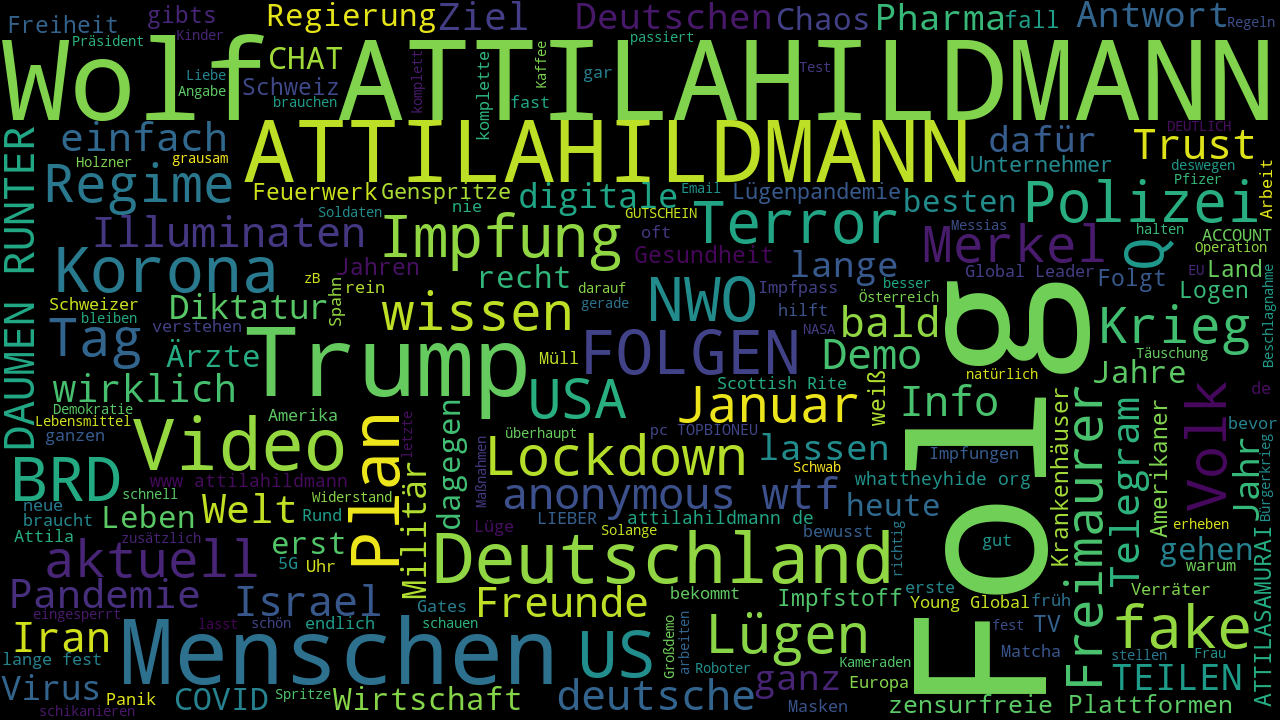 Freiheit
gibts
Regierung
Ziel
Deutschen
Chaos
Pharma
fall
Antwort
Regeln
Präsident
Kinder
passiert
Wolf
ATTILAHILDMANN
CHAT
Liebe
Angabe
Schweiz
brauchen
komplett
komplette
fast
Kaffee
gar
Test
DAUMEN RUNTER
einfach
Holzner
grausam
ATTILAHILDMANN
dafür
DEUTLICH
Trust
Unternehmer
deswegen
Pfizer
Arbeit
Regime
Feuerwerk
Genspritze
digitale
Email
Lügenpandemie
besten
Polizei
nie
Soldaten
GUTSCHEIN
Illuminaten
Impfung
oft
Terror
Messias
halten
ACCOUNT
Merkel
Q
Operation
Gesundheit
Korona
zB
Jahren
rein
recht
darauf
lange
Global Leader
Folgt
EU
Land
Beschlagnahme
Schweizer
bleiben
Diktatur
Spahn
wissen
gerade
NWO
Impfpass
besser
Österreich
Logen
hilft
bald
Folg
Tag
verstehen
NASA
Krieg
Ärzte
Trump
Müll
FOLGEN
Demo
Täuschung
wirklich
natürlich
Jahre
USA
Scottish Rite
Januar
weiß
Info
de
Demokratie
Lebensmittel
Amerika
ganzen
Video
Plan
letzte
dagegen
überhaupt
pc TOPBIONEU
bevor
Volk
Lockdown
lassen
Impfungen
Krankenhäuser
Freimaurer
Telegram
Amerikaner
Jahr
Bürgerkrieg
BRD
www attilahildmann
Maßnahmen
Schwab
whattheyhide org
schnell
Widerstand
Militär
anonymous wtf
heute
neue
braucht
Leben
Welt
Rund
Lüge
LIEBER
attilahildmann de
bewusst
erheben
Attila
zusätzlich
Solange
richtig
gut
aktuell
erst
5G
Uhr
Deutschland
gehen
warum
ATTILASAMURAI
Pandemie
Israel
Gates
Freunde
bekommt
Impfstoff
erste
Young Global
früh
Verräter
eingesperrt
lasst
schön
endlich
schauen
Iran
Menschen
US
Großdemo
arbeiten
Lügen
fest
TV
fake
lange fest
Kameraden
Matcha
stellen
Frau
Virus
Panik
Roboter
ganz
Europa
TEILEN
COVID
Spritze
Wirtschaft
deutsche
Masken
zensurfreie Plattformen
schikanieren